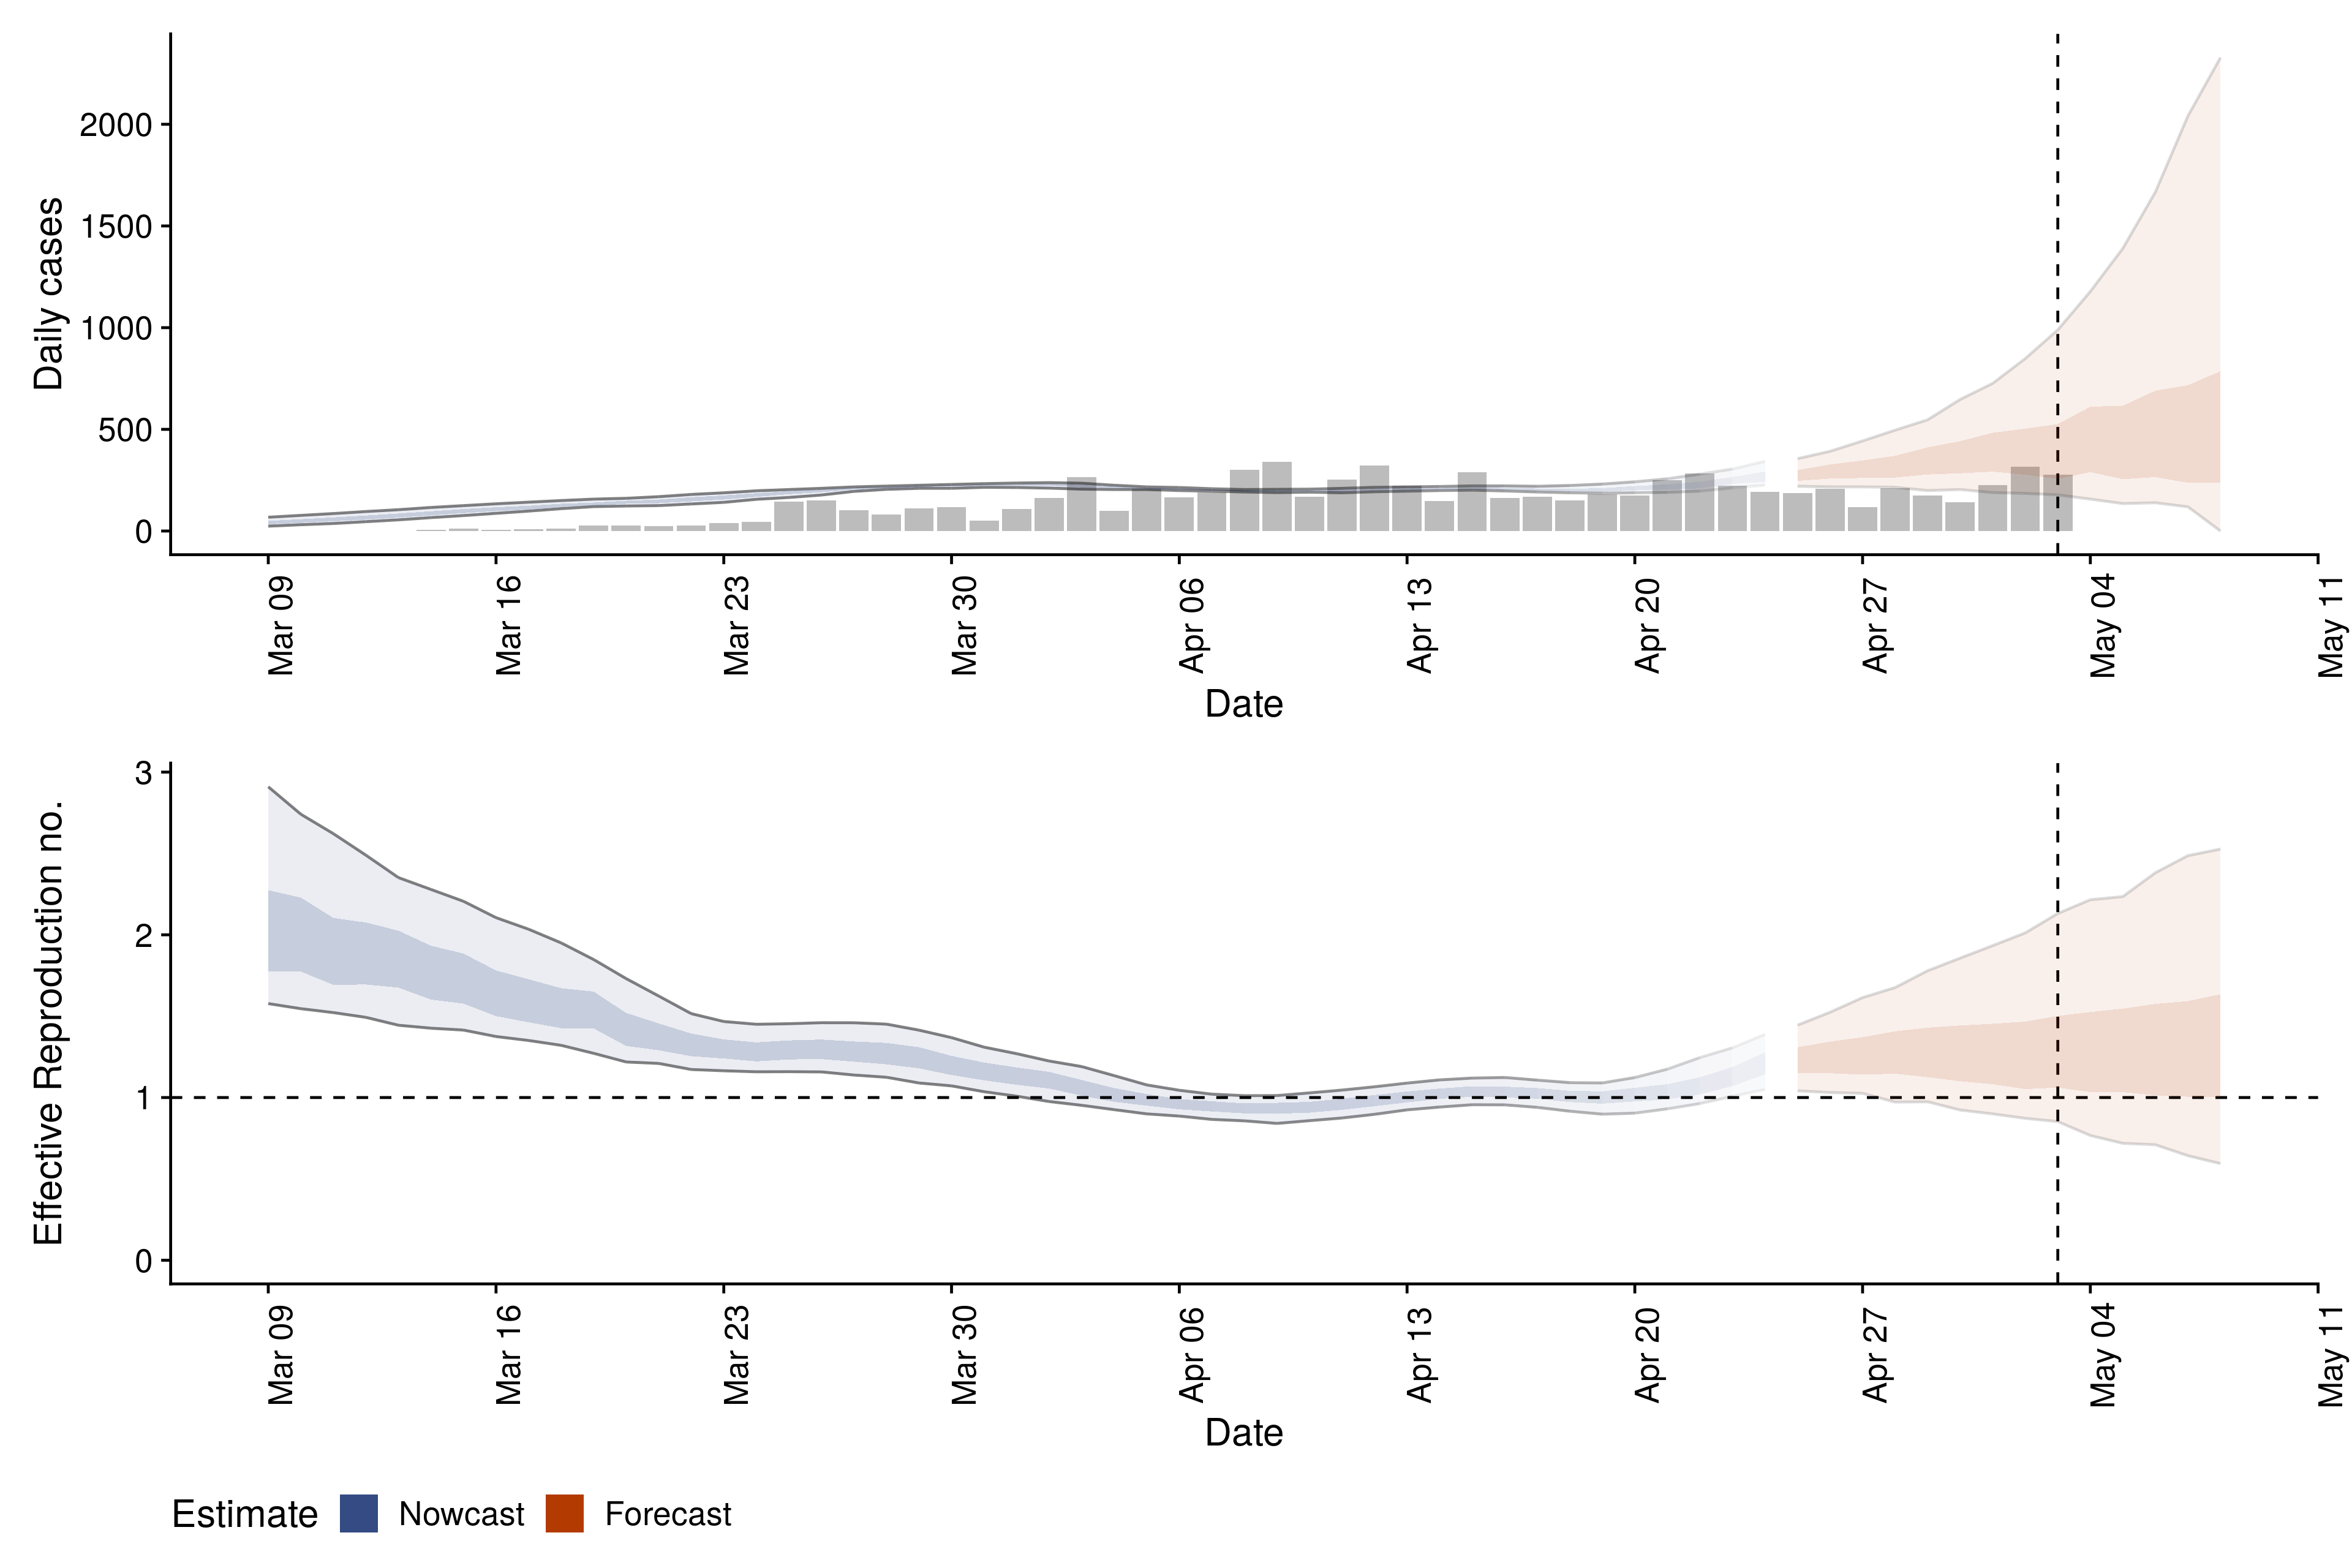 Daily cases
2000
1500
1000
500
0
Mar 09
Mar 16
Mar 23
Mar 30
Apr 06
Apr 13
Apr 20
Apr 27
May 04
May 11
Date
Effective Reproduction no.
3
2
1
0
Mar 09
Mar 16
Mar 23
Mar 30
Apr 06
Apr 13
Apr 20
Apr 27
May 04
May 11
Date
Estimate Nowcast Forecast